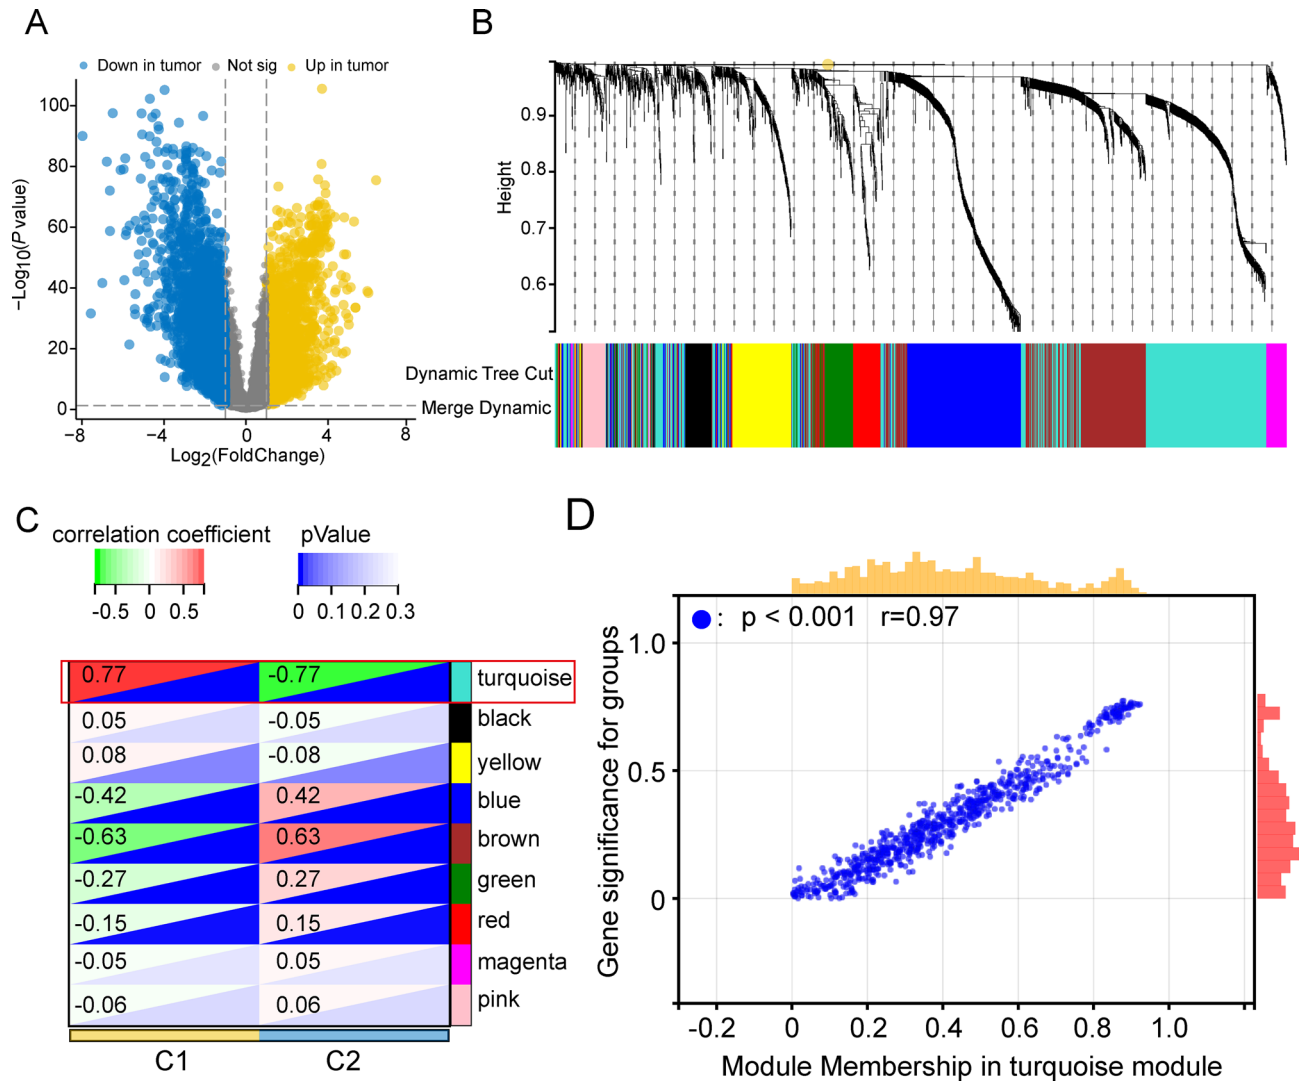 A
Down in tumor Not sig Up in tumor
−Log10(P value)
100
80
60
40
20
0
−8 −4 0 4 8
Log2(FoldChange)
B
Height
0.9
0.8
0.7
0.6
Dynamic Tree Cut
Merge Dynamic
C
correlation coefficient pValue
-0.5 0 0.5 0 0.1 0.2 0.3
0.77 -0.77 turquoise
0.05 -0.05 black
0.08 -0.08 yellow
-0.42 0.42 blue
-0.63 0.63 brown
-0.27 0.27 green
-0.15 0.15 red
-0.05 0.05 magenta
-0.06 0.06 pink
C1 C2
D
: p < 0.001 r=0.97
Gene significance for groups
1.0
0.5
0
-0.2 0 0.2 0.4 0.6 0.8 1.0
Module Membership in turquoise module